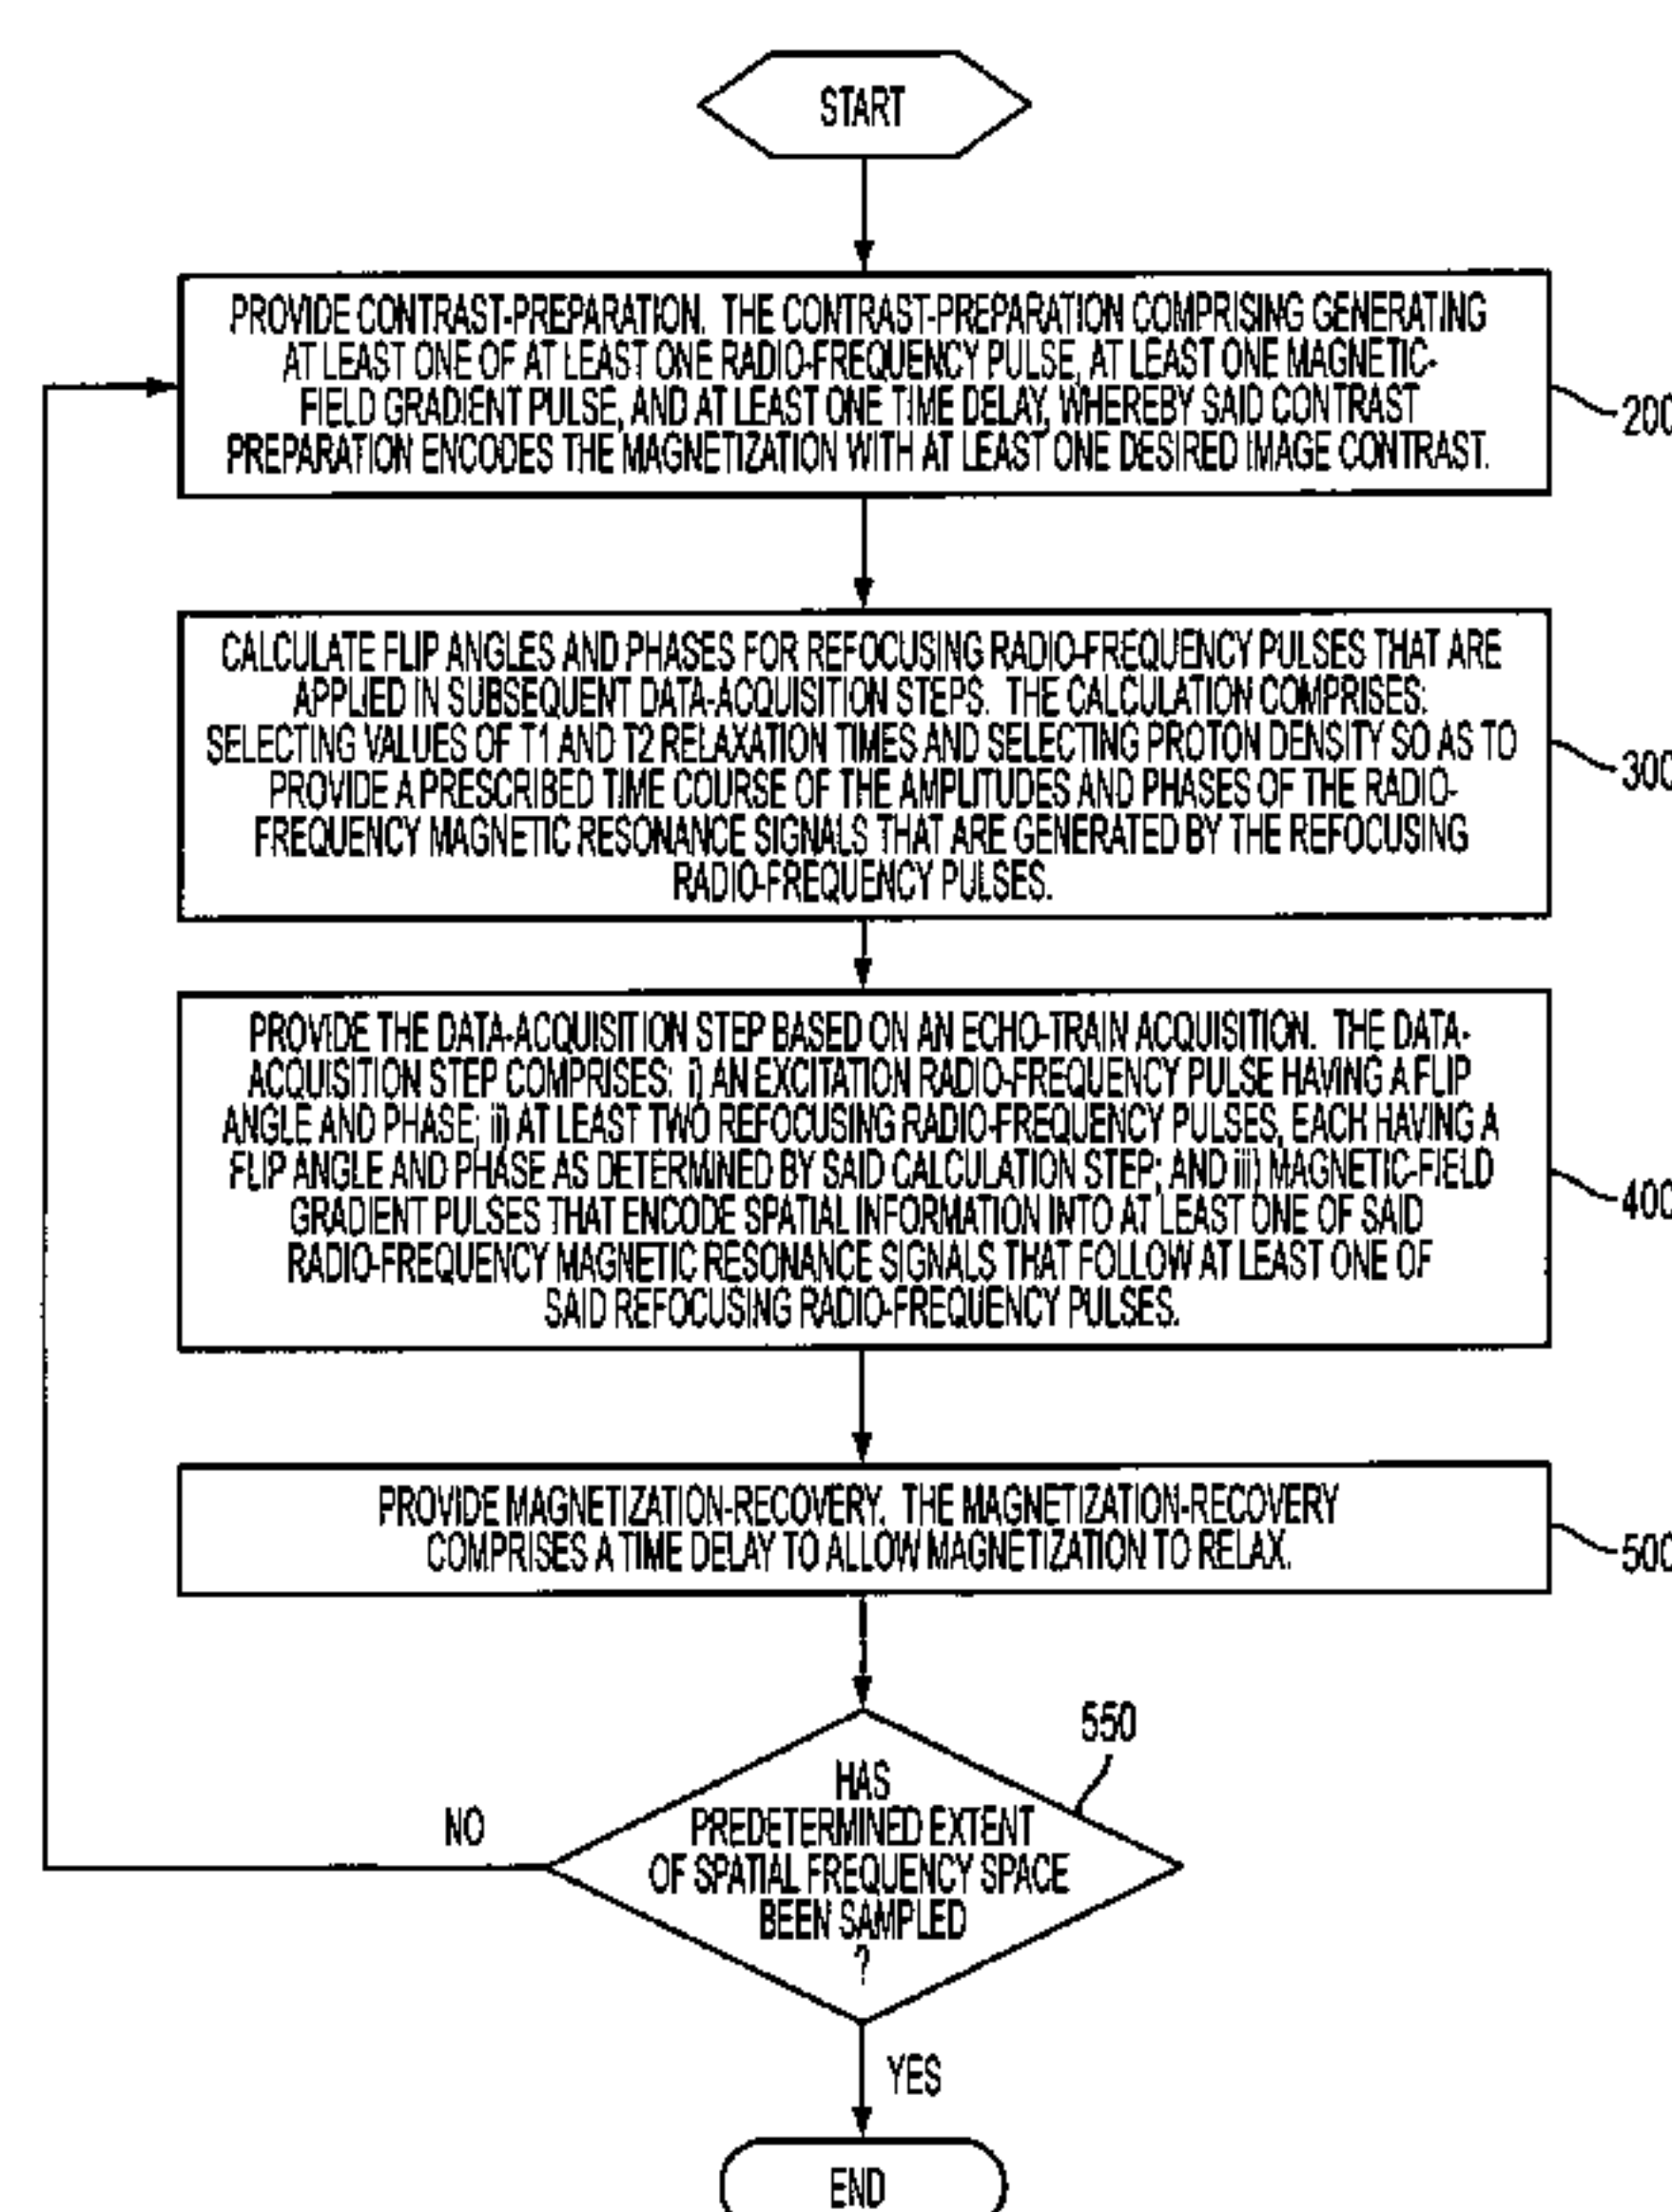 START
PROVIDE CONTRAST-PREPARATION. THE CONTRAST-PREPARATION COMPRISING GENERATING
AT LEAST ONE OF AT LEAST ONE RADIO-FREQUENCY PULSE, AT LEAST ONE MAGNETIC-
FIELD GRADIENT PULSE, AND AT LEAST ONE TIME DELAY, WHEREBY SAID CONTRAST
PREPARATION ENCODES THE MAGNETIZATION WITH AT LEAST ONE DESIRED IMAGE CONTRAST.
200
CALCULATE FLIP ANGLES AND PHASES FOR REFOCUSING RADIO-FREQUENCY PULSES THAT ARE
APPLIED IN SUBSEQUENT DATA-ACQUISITION STEPS. THE CALCULATION COMPRISES:
SELECTING VALUES OF T1 AND T2 RELAXATION TIMES AND SELECTING PROTON DENSITY SO AS TO
PROVIDE A PRESCRIBED TIME COURSE OF THE AMPLITUDES AND PHASES OF THE RADIO-
FREQUENCY MAGNETIC RESONANCE SIGNALS THAT ARE GENERATED BY THE REFOCUSING
RADIO-FREQUENCY PULSES.
300
PROVIDE THE DATA-ACQUISITION STEP BASED ON AN ECHO-TRAIN ACQUISITION. THE DATA-
ACQUISITION STEP COMPRISES: i) AN EXCITATION RADIO-FREQUENCY PULSE HAVING A FLIP
ANGLE AND PHASE; ii) AT LEAST TWO REFOCUSING RADIO-FREQUENCY PULSES, EACH HAVING A
FLIP ANGLE AND PHASE AS DETERMINED BY SAID CALCULATION STEP; AND iii) MAGNETIC-FIELD
GRADIENT PULSES THAT ENCODE SPATIAL INFORMATION INTO AT LEAST ONE OF SAID
RADIO-FREQUENCY MAGNETIC RESONANCE SIGNALS THAT FOLLOW AT LEAST ONE OF
SAID REFOCUSING RADIO-FREQUENCY PULSES.
400
PROVIDE MAGNETIZATION-RECOVERY. THE MAGNETIZATION-RECOVERY
COMPRISES A TIME DELAY TO ALLOW MAGNETIZATION TO RELAX.
500
550
HAS
PREDETERMINED EXTENT
OF SPATIAL FREQUENCY SPACE
BEEN SAMPLED
?
NO
YES
END